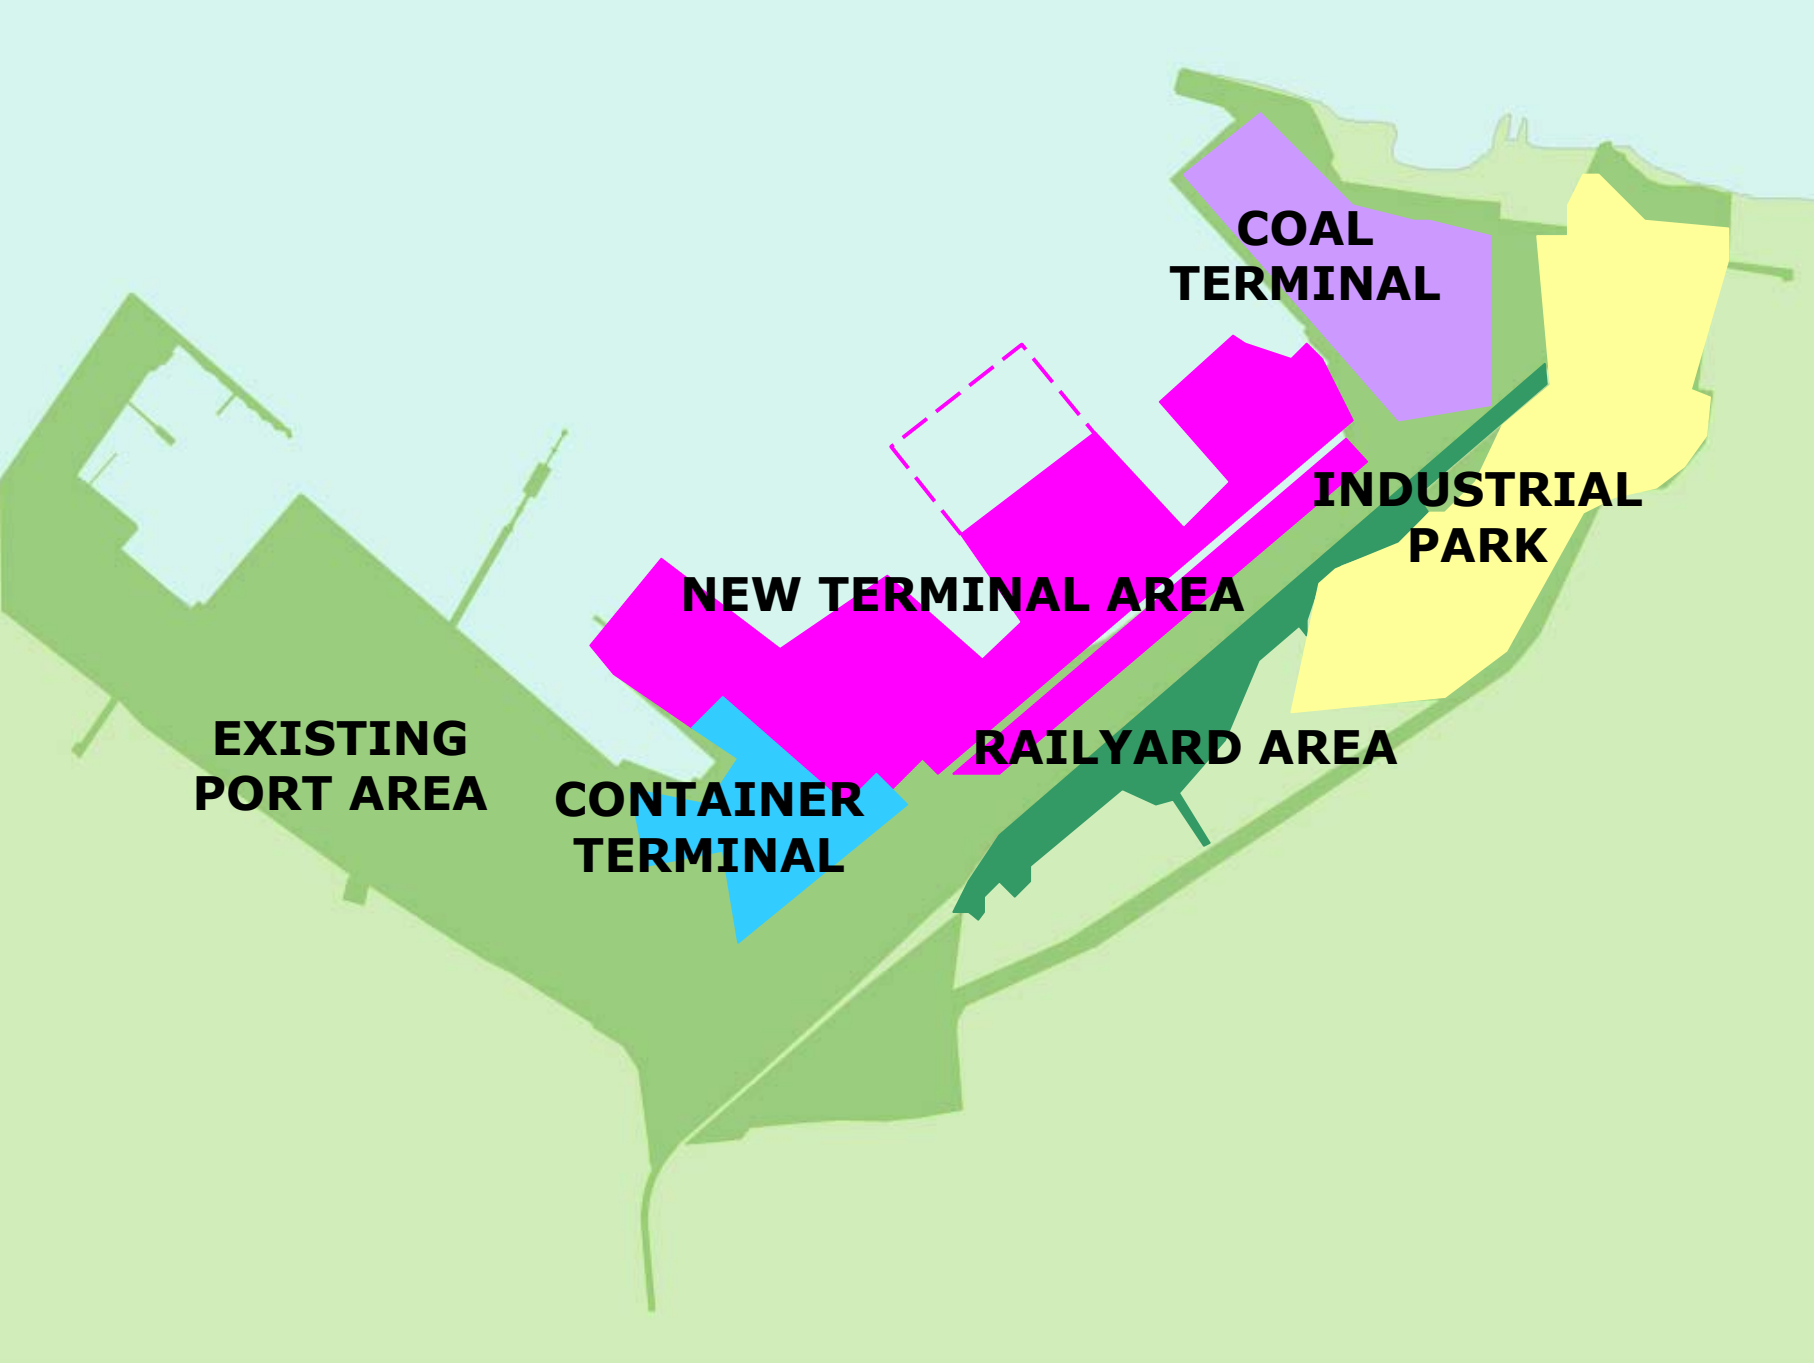 COAL
TERMINAL
INDUSTRIAL
PARK
NEW TERMINAL AREA
EXISTING
PORT AREA
RAILYARD AREA
CONTAINER
TERMINAL